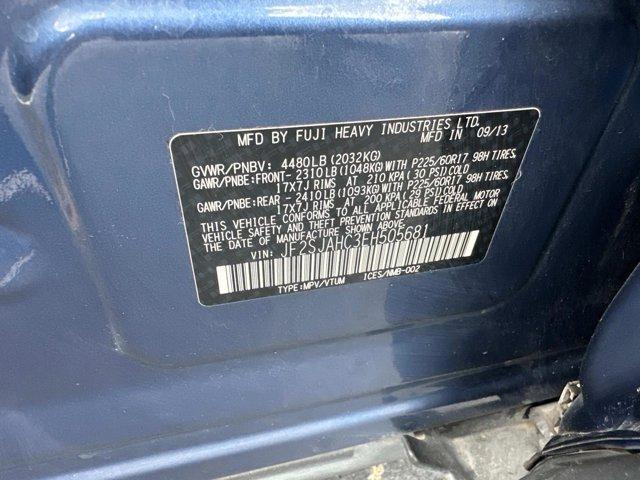 MFD BY FUJI HEAVY INDUSTRIES LTD.
MFD IN 09/13
GVWR/PNBV: 4480LB (2032KG)
GAWR/PNBE:FRONT- 2310LB (1048KG)WITH P225/60R17 98H TIRES,
17X7J RIMS AT 210 KPA ( 30 PSI) COLD
GAWR/PNBE:REAR - 2410LB (1093KG)WITH P225/60R17 98H TIRES,
17X7J RIMS AT 200 KPA ( 29 PSI) COLD
THIS VEHICLE CONFORMS TO ALL APPLICABLE FEDERAL MOTOR
VEHICLE SAFETY STANDARDS IN EFFECT ON
THE DATE OF MANUFACTURE SHOWN ABOVE.
VIN: JF2SJAHC3EH505681
TYPE:MPV/VTUM ICES/NMB-002